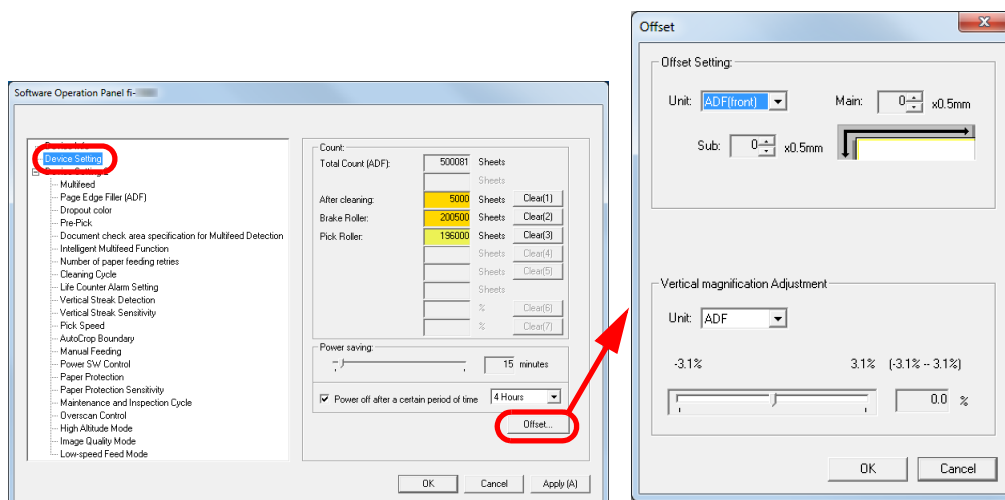 Software Operation Panel fi-
Device Setting
Device Setting 2
Multifeed
Page Edge Filler (ADF)
Dropout color
Pre-Pick
Document check area specification for Multifeed Detection
Intelligent Multifeed Function
Number of paper feeding retries
Cleaning Cycle
Life Counter Alarm Setting
Vertical Streak Detection
Vertical Streak Sensitivity
Pick Speed
AutoCrop Boundary
Manual Feeding
Power SW Control
Paper Protection
Paper Protection Sensitivity
Maintenance and Inspection Cycle
Overscan Control
High Altitude Mode
Image Quality Mode
Low-speed Feed Mode
Count:
Total Count (ADF): 500081 Sheets
Sheets
After cleaning: 5000 Sheets Clear(1)
Brake Roller: 200500 Sheets Clear(2)
Pick Roller: 196000 Sheets Clear(3)
Sheets Clear(4)
Sheets Clear(5)
Sheets
% Clear(6)
% Clear(7)
Power saving:
15 minutes
Power off after a certain period of time 4 Hours
Offset...
OK Cancel Apply (A)
Offset
Offset Setting:
Unit: ADF(front) Main: 0 x0.5mm
Sub: 0 x0.5mm
Vertical magnification Adjustment
Unit: ADF
-3.1% 3.1% (-3.1% -- 3.1%)
0.0 %
OK Cancel